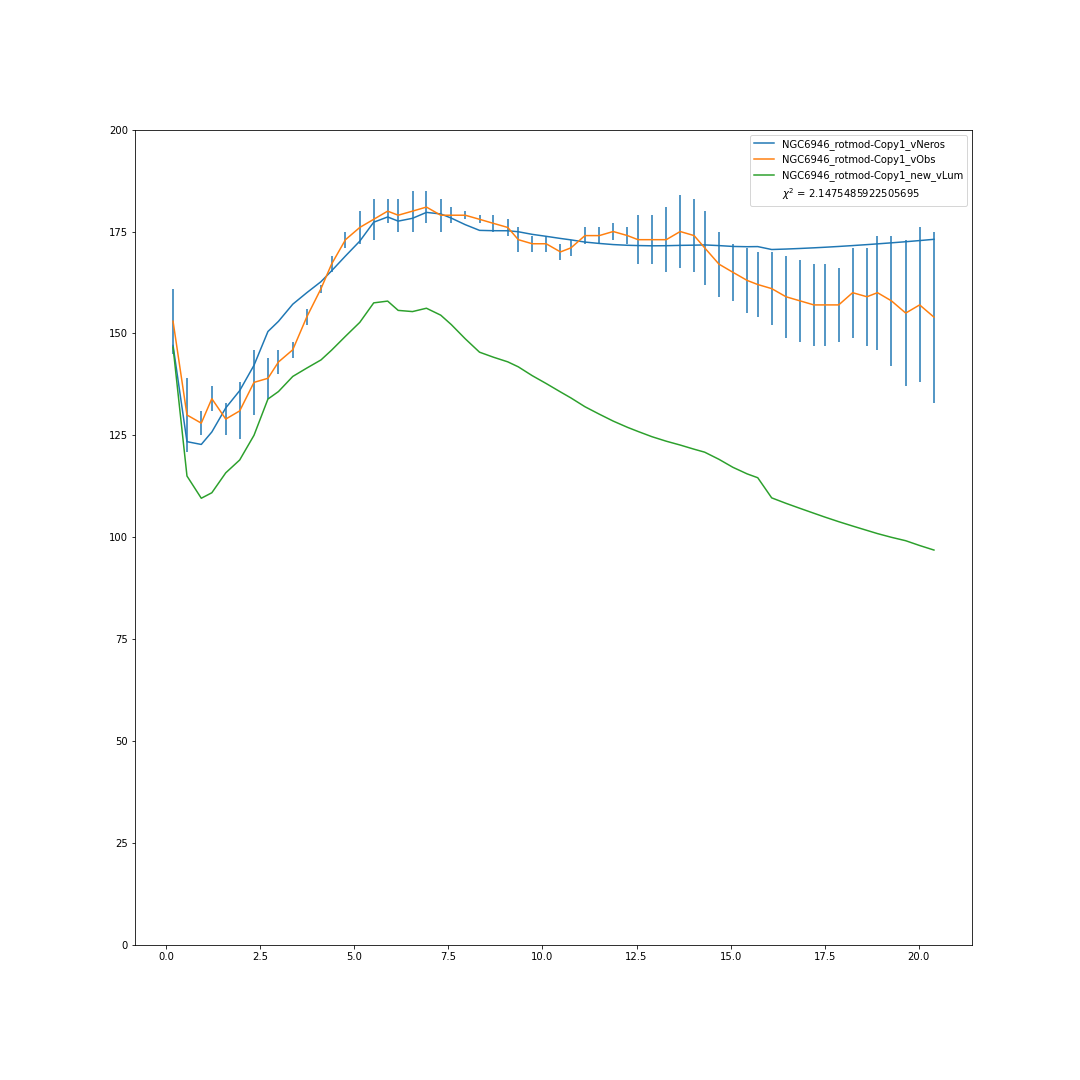 200
175
150
125
100
75
50
25
0
0.0 2.5 5.0 7.5 10.0 12.5 15.0 17.5 20.0
NGC6946_rotmod-Copy1_vNeros
NGC6946_rotmod-Copy1_vObs
NGC6946_rotmod-Copy1_new_vLum
χ² = 2.1475485922505695